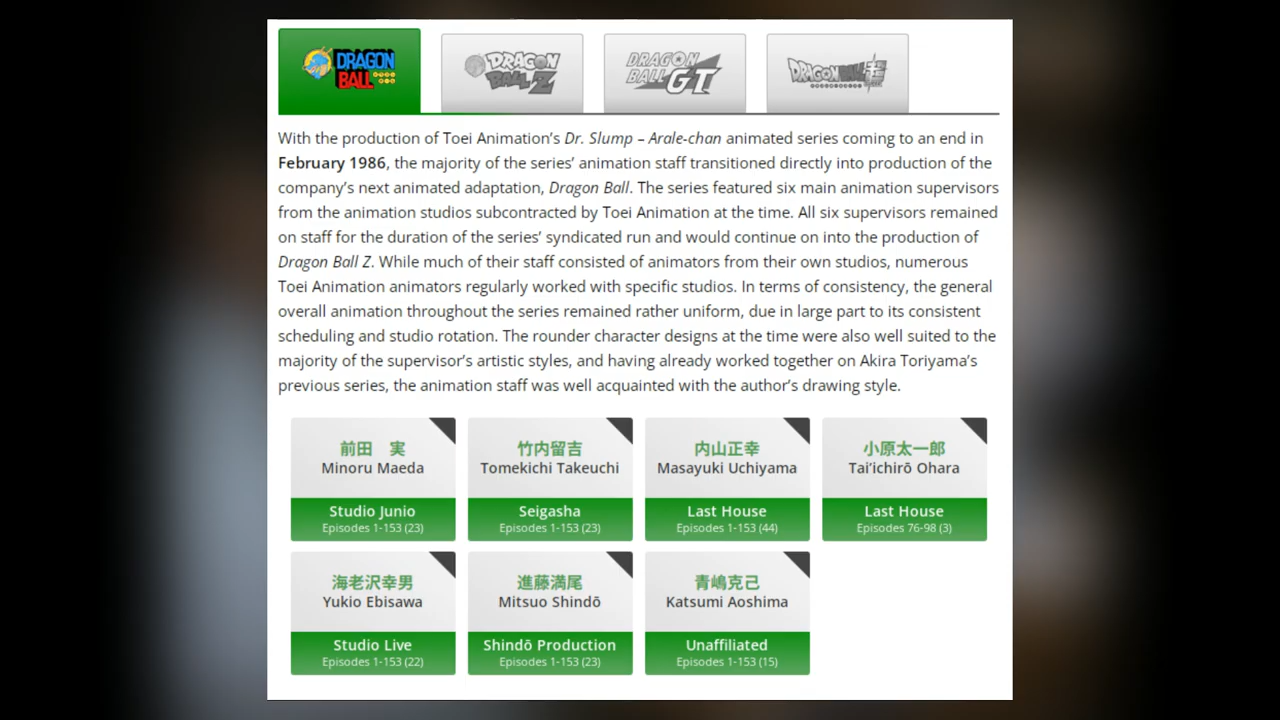 DRAGON BALL
DRAGON BALL Z
DRAGON BALL GT
DRAGON BALL 超
With the production of Toei Animation’s Dr. Slump – Arale-chan animated series coming to an end in
February 1986, the majority of the series’ animation staff transitioned directly into production of the
company’s next animated adaptation, Dragon Ball. The series featured six main animation supervisors
from the animation studios subcontracted by Toei Animation at the time. All six supervisors remained
on staff for the duration of the series’ syndicated run and would continue on into the production of
Dragon Ball Z. While much of their staff consisted of animators from their own studios, numerous
Toei Animation animators regularly worked with specific studios. In terms of consistency, the general
overall animation throughout the series remained rather uniform, due in large part to its consistent
scheduling and studio rotation. The rounder character designs at the time were also well suited to the
majority of the supervisor’s artistic styles, and having already worked together on Akira Toriyama’s
previous series, the animation staff was well acquainted with the author’s drawing style.
前田　実
Minoru Maeda
Studio Junio
Episodes 1-153 (23)
竹内留吉
Tomekichi Takeuchi
Seigasha
Episodes 1-153 (23)
内山正幸
Masayuki Uchiyama
Last House
Episodes 1-153 (44)
小原太一郎
Tai’ichirō Ohara
Last House
Episodes 76-98 (3)
海老沢幸男
Yukio Ebisawa
Studio Live
Episodes 1-153 (22)
進藤満尾
Mitsuo Shindō
Shindō Production
Episodes 1-153 (23)
青嶋克己
Katsumi Aoshima
Unaffiliated
Episodes 1-153 (15)